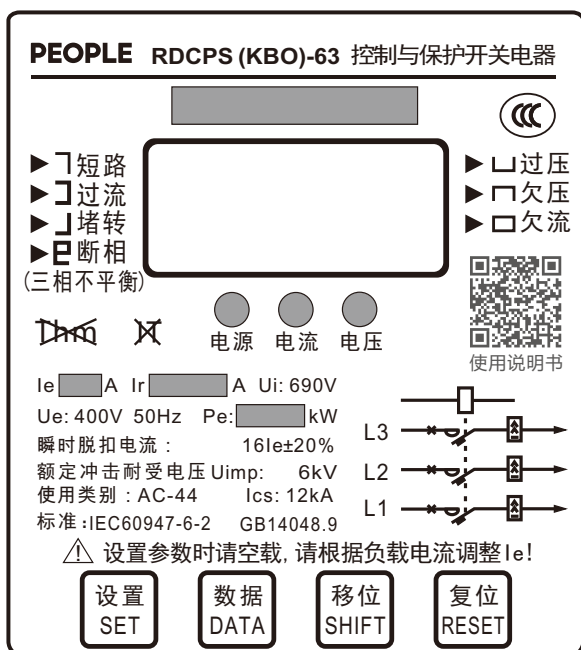 PEOPLE RDCPS (KBO)-63 控制与保护开关电器
CCC
短路
过流
堵转
断相
(三相不平衡)
过压
欠压
欠流
使用说明书
Thm M
电源 电流 电压
Ie A Ir A Ui: 690V
Ue: 400V 50Hz Pe: kW
瞬时脱扣电流: 16Ie±20%
额定冲击耐受电压 Uimp: 6kV
使用类别: AC-44 Ics: 12kA
标准:IEC60947-6-2 GB14048.9
L3
L2
L1
设置参数时请空载, 请根据负载电流调整Ie!
设置 数据 移位 复位
SET DATA SHIFT RESET